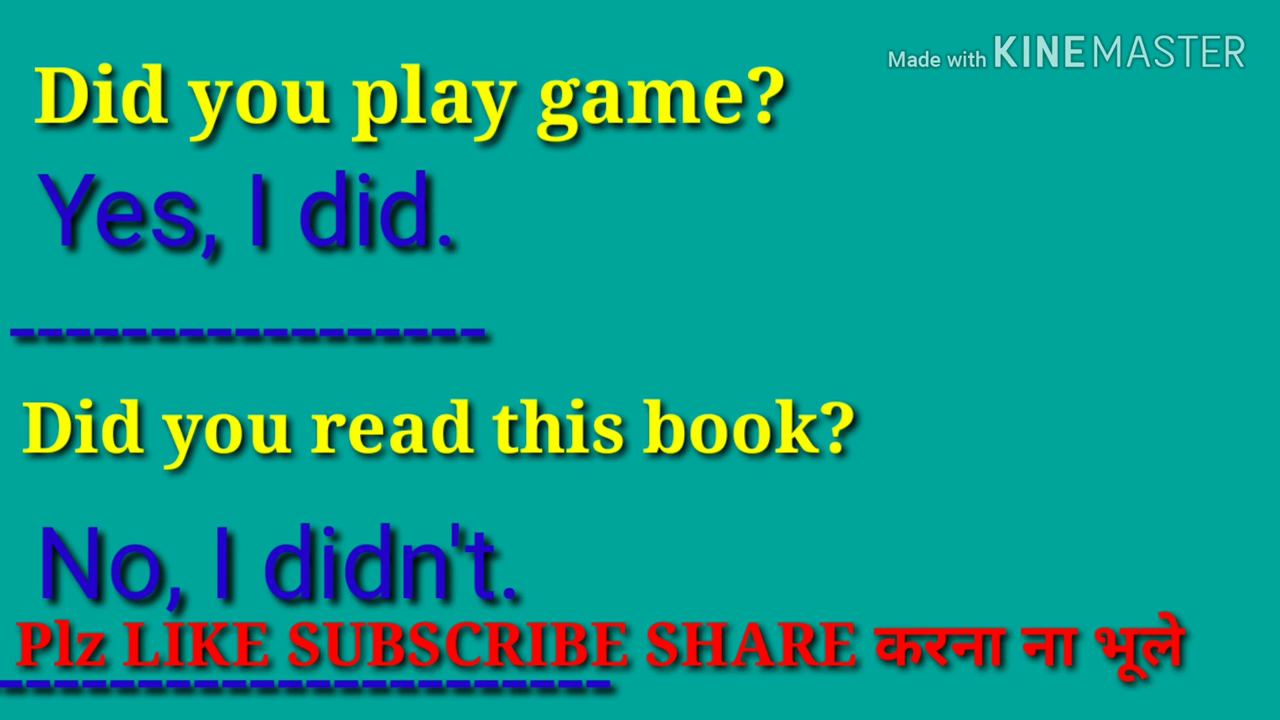 Made with KINEMASTER
Did you play game?
Yes, I did.
-----------------
Did you read this book?
No, I didn't.
Plz LIKE SUBSCRIBE SHARE करना ना भूले
----------------------